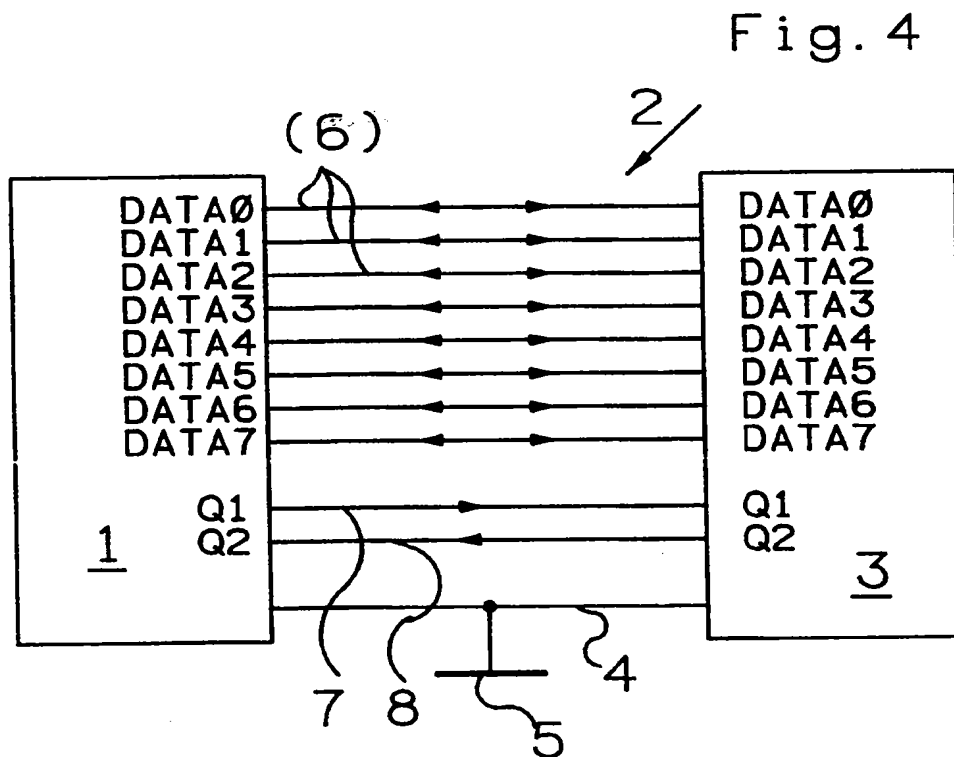 Fig. 4
(6)
2
DATAØ DATAØ
DATA1 DATA1
DATA2 DATA2
DATA3 DATA3
DATA4 DATA4
DATA5 DATA5
DATA6 DATA6
DATA7 DATA7
Q1 Q1
Q2 Q2
1
3
7
8
5
4